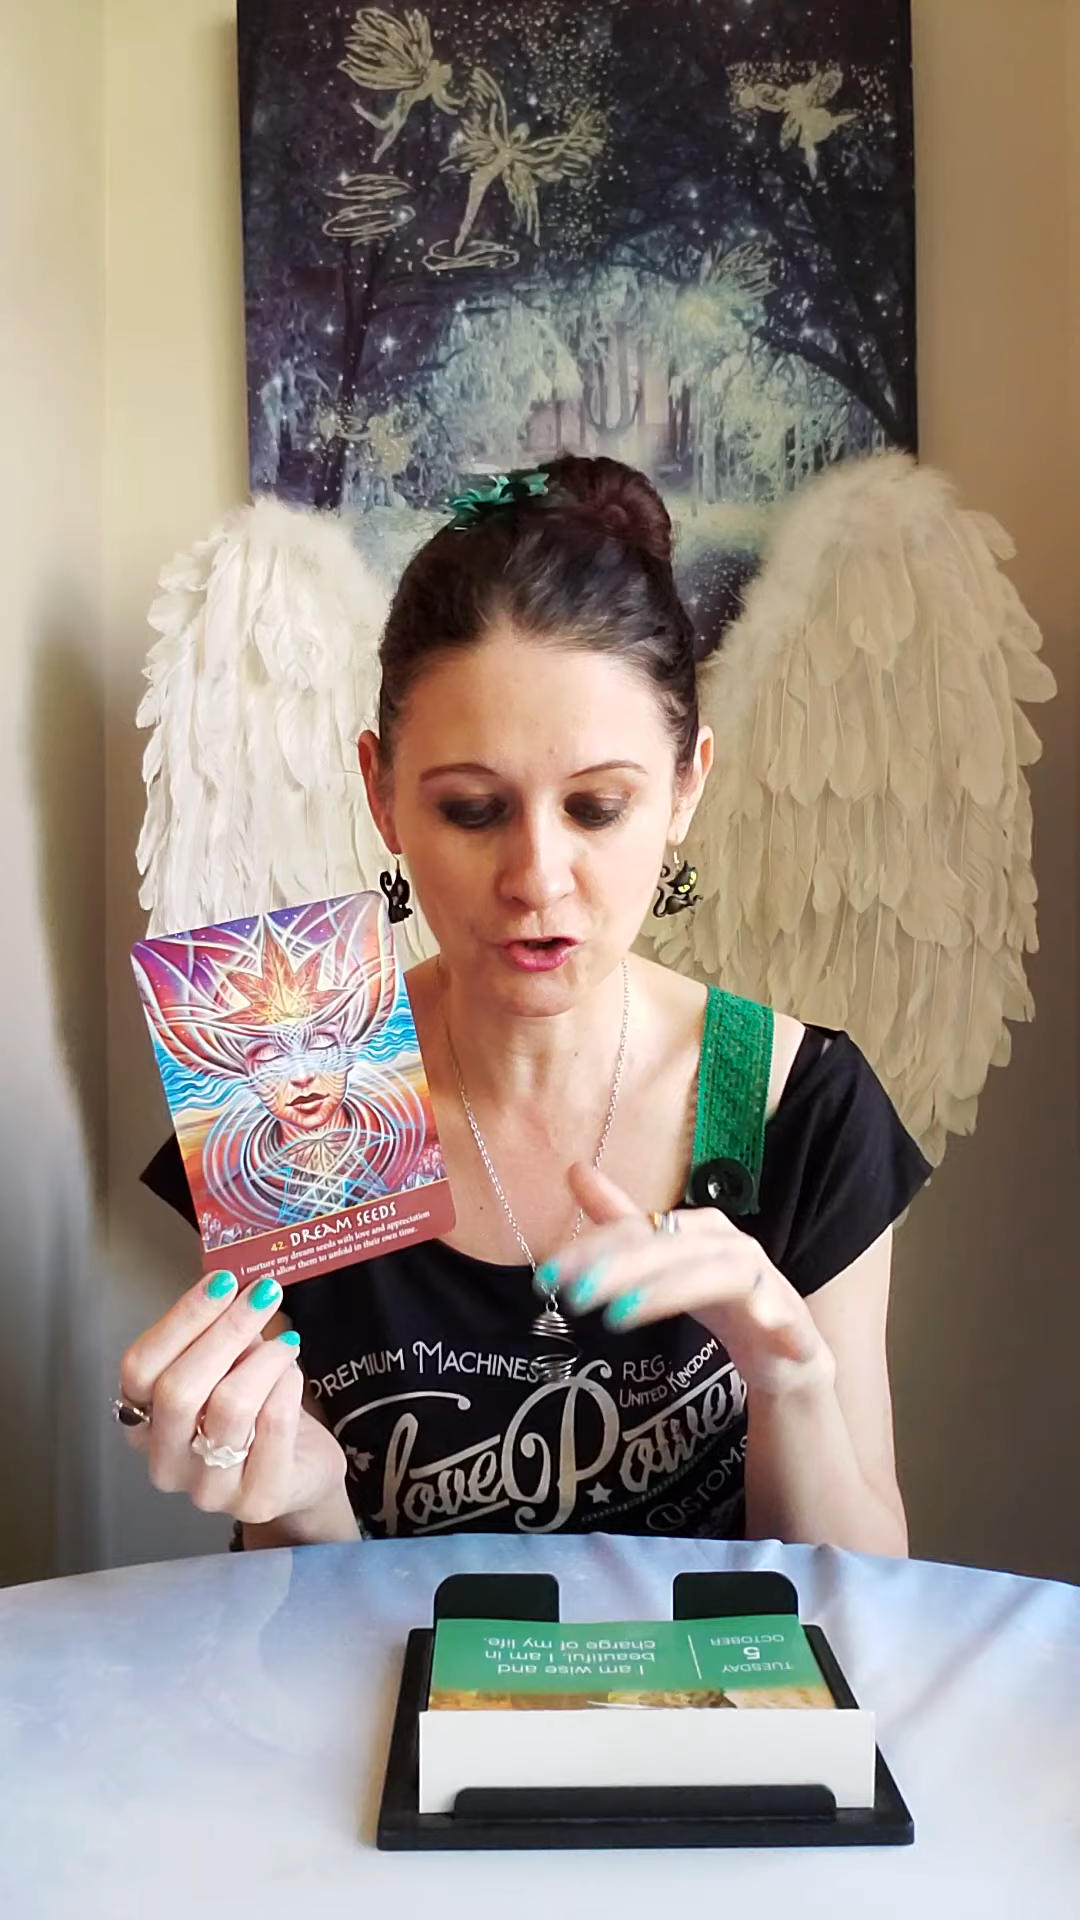 42. DREAM SEEDS
I nurture my dream seeds with love and appreciation
and allow them to unfold in their own time.
PREMIUM MACHINES
REG.
UNITED KINGDOM
Love Power
CUSTOMS
TUESDAY
5
OCTOBER
I am wise and
beautiful. I am in
charge of my life.